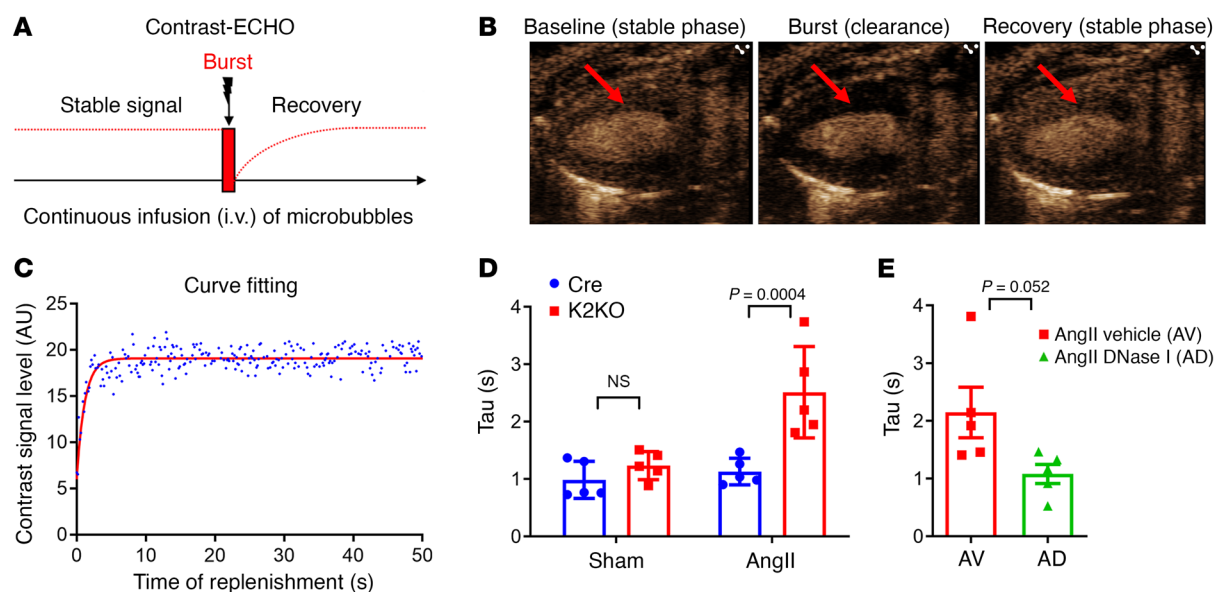 A
Contrast-ECHO
Burst
Stable signal
Recovery
Continuous infusion (i.v.) of microbubbles
B
Baseline (stable phase)
Burst (clearance)
Recovery (stable phase)
C
Curve fitting
Contrast signal level (AU)
25
20
15
10
5
0
0
10
20
30
40
50
Time of replenishment (s)
D
Cre
K2KO
Tau (s)
4
3
2
1
0
NS
P = 0.0004
Sham
AngII
E
P = 0.052
AngII vehicle (AV)
AngII DNase I (AD)
Tau (s)
4
3
2
1
0
AV
AD